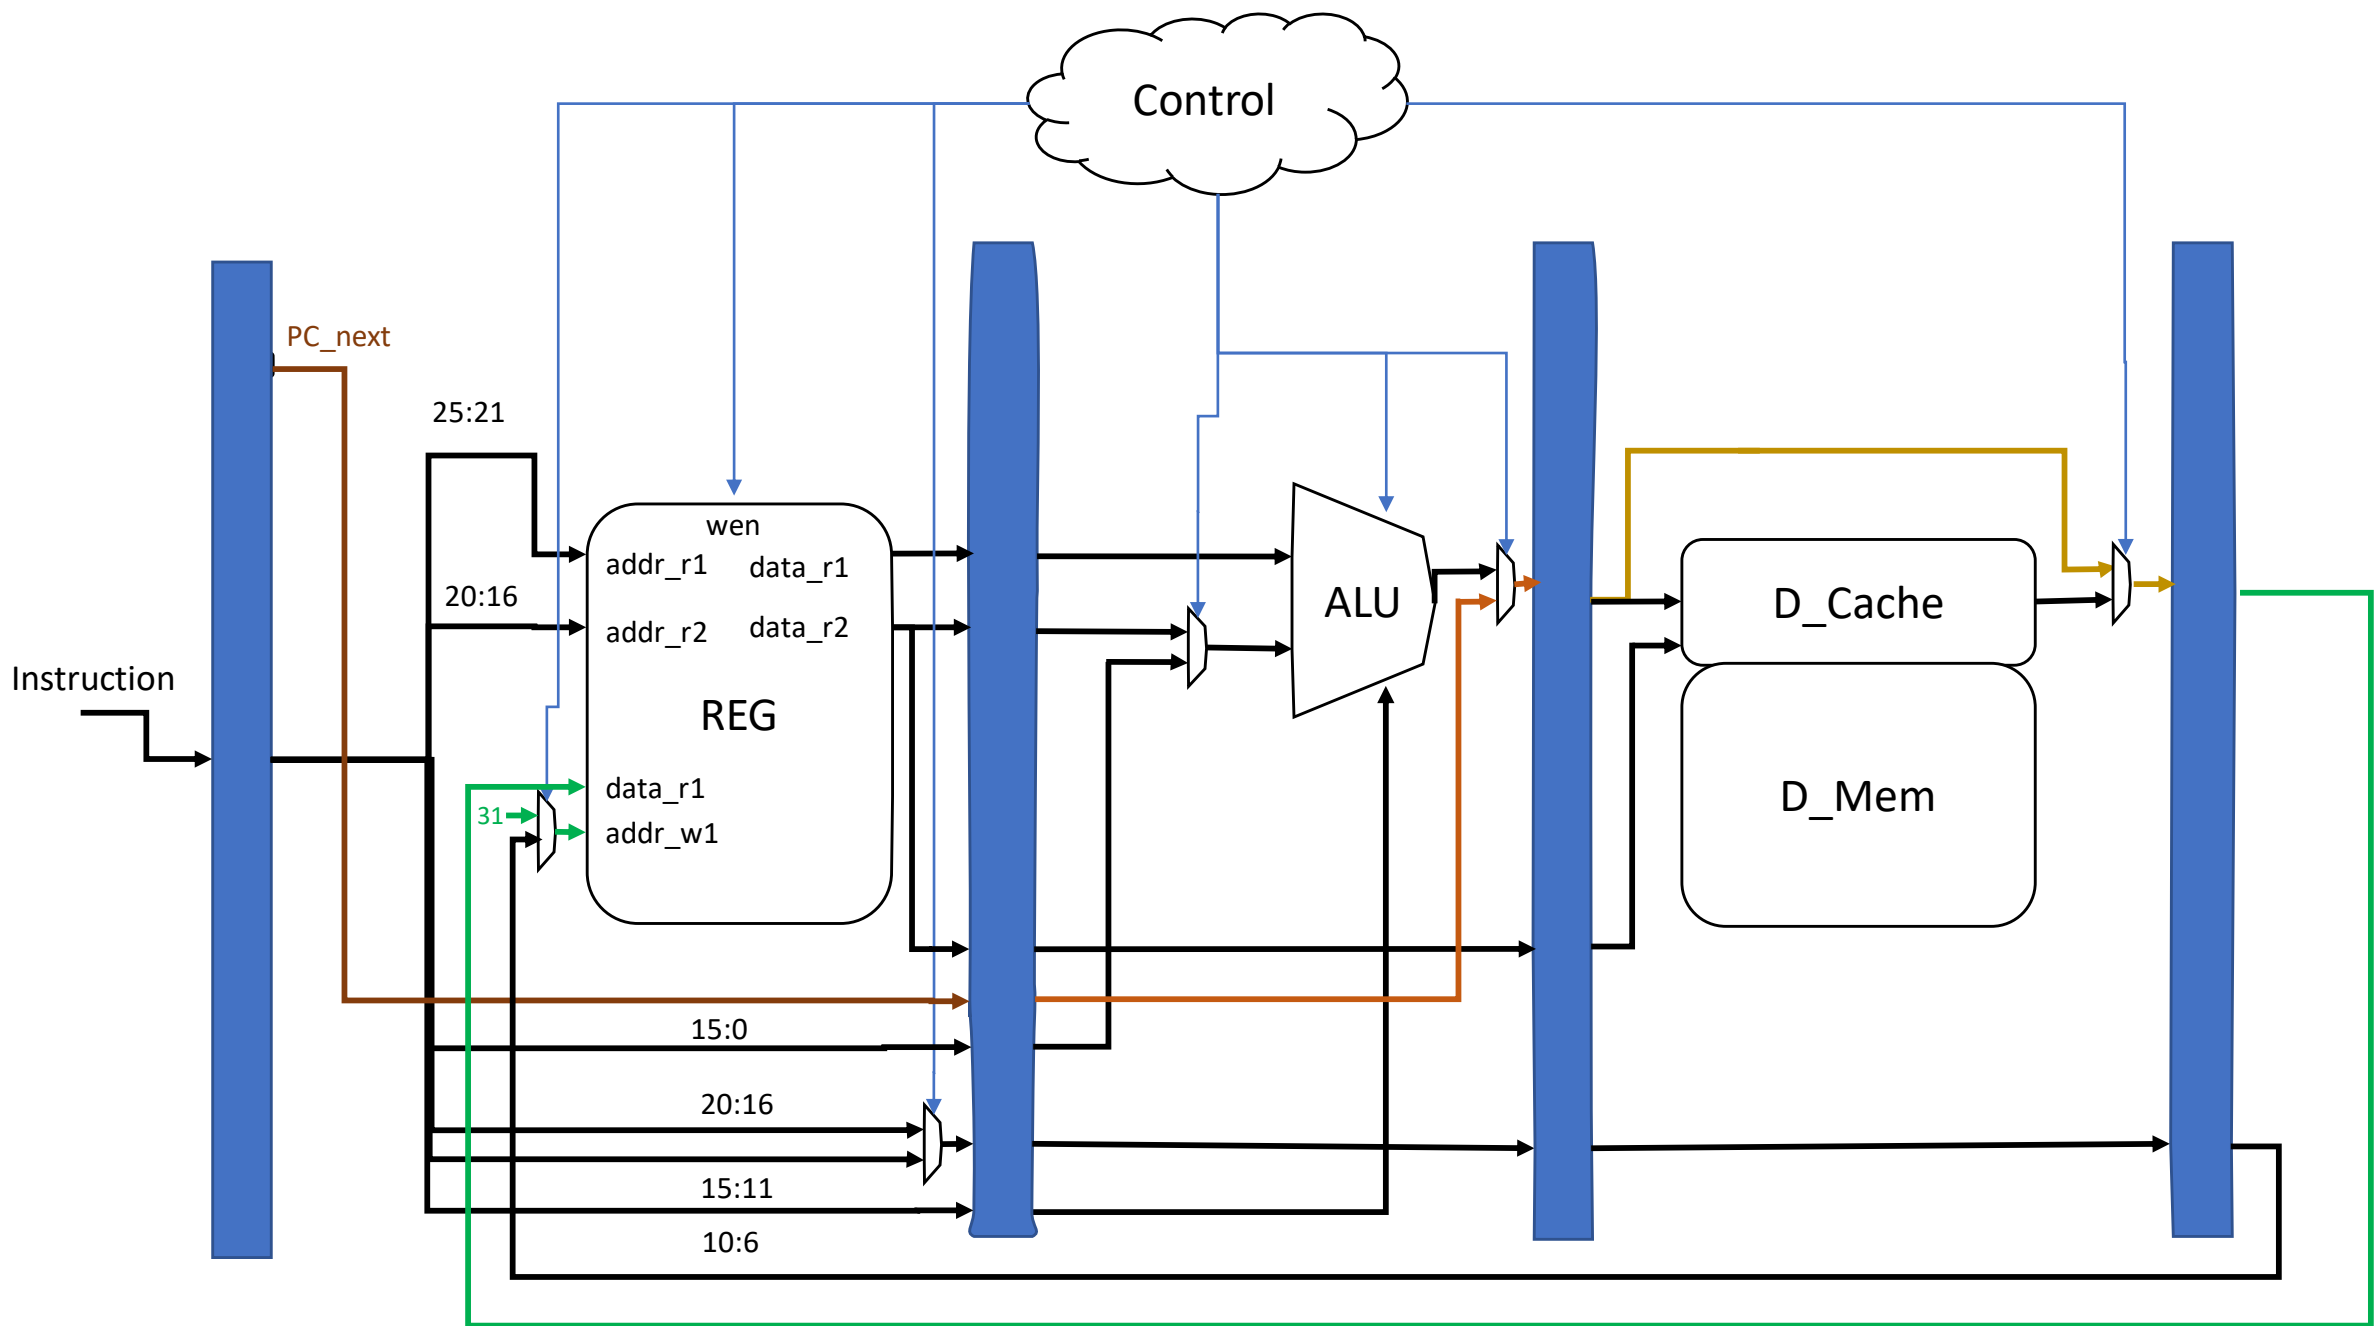 Control
PC_next
25:21
wen
addr_r1
data_r1
20:16
ALU
D_Cache
addr_r2
data_r2
Instruction
REG
data_r1
D_Mem
31
addr_w1
15:0
20:16
15:11
10:6